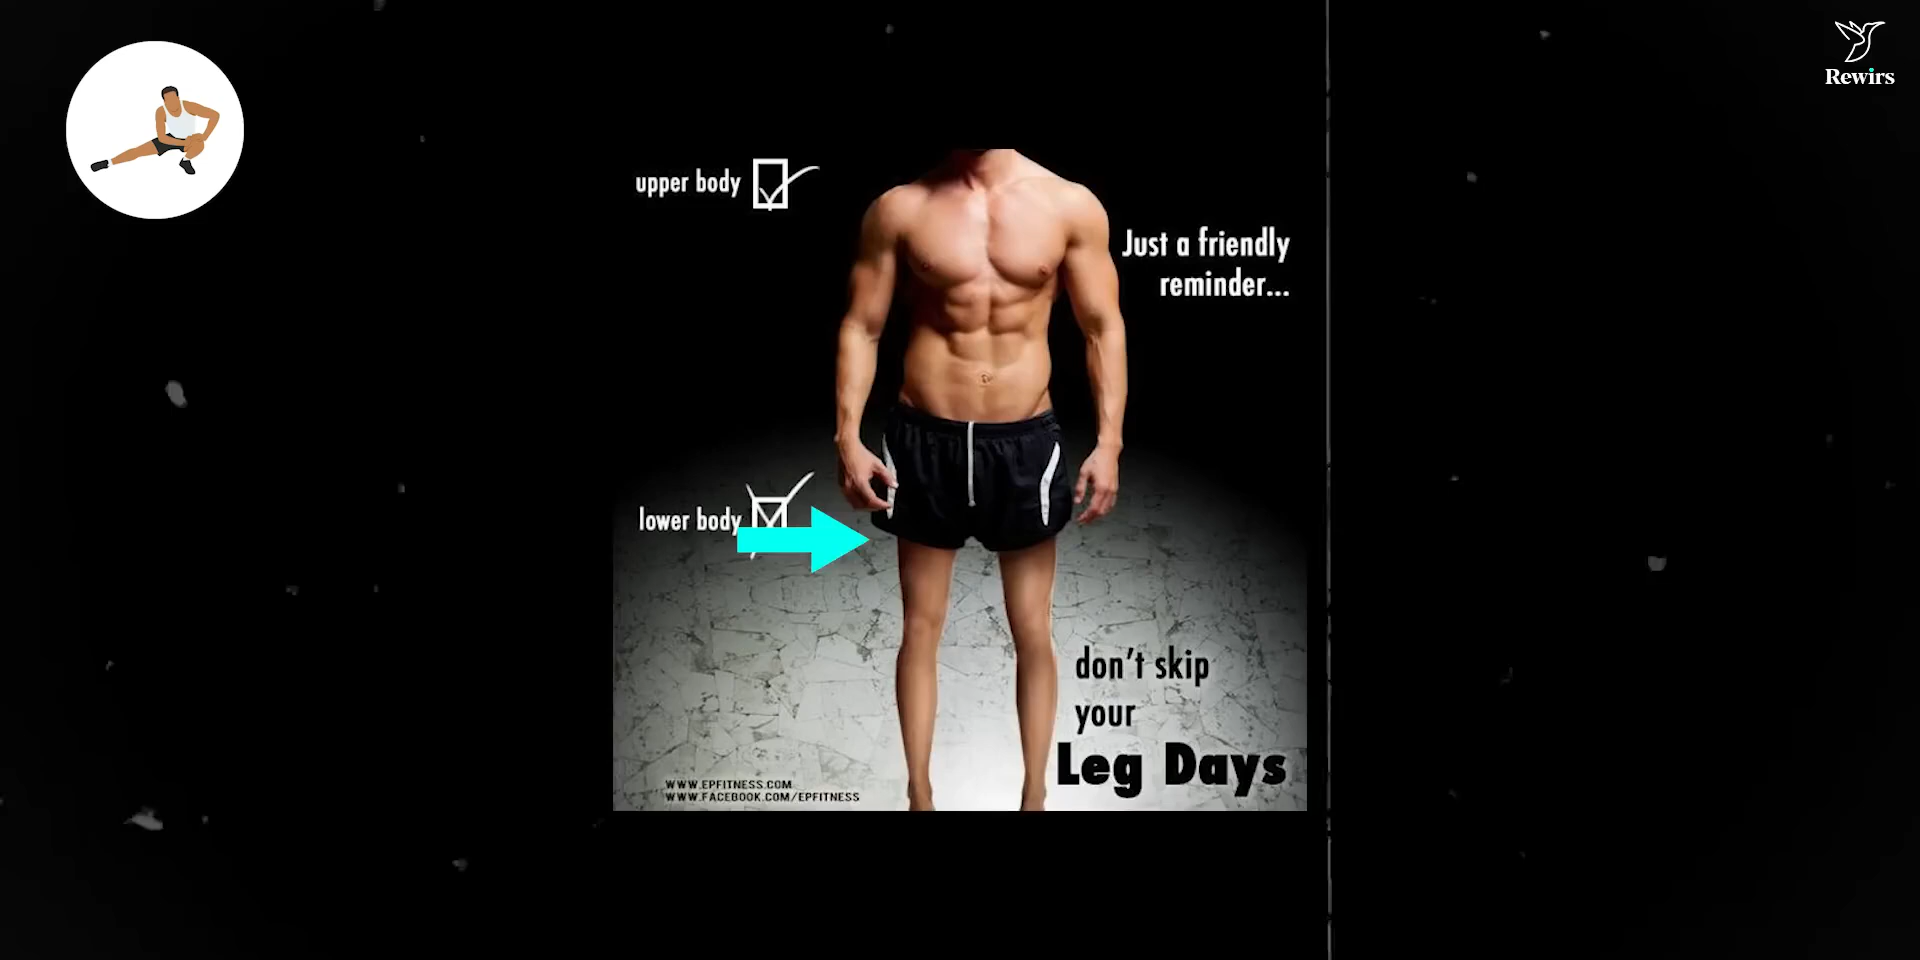 Rewirs
upper body
Just a friendly
reminder...
lower body
don't skip
your
Leg Days
WWW.EPFITNESS.COM
WWW.FACEBOOK.COM/EPFITNESS